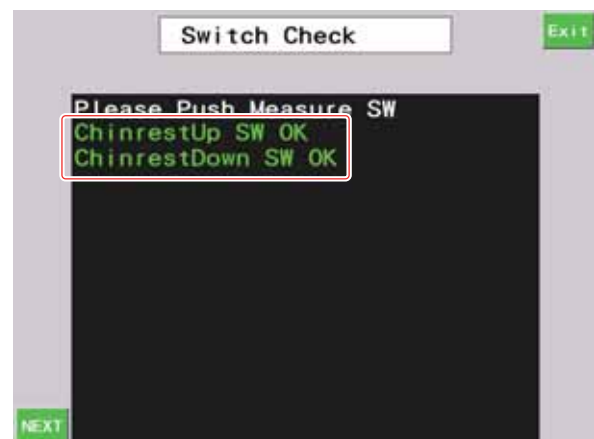 Switch Check
Exit
Please Push Measure SW
ChinrestUp SW OK
ChinrestDown SW OK
NEXT